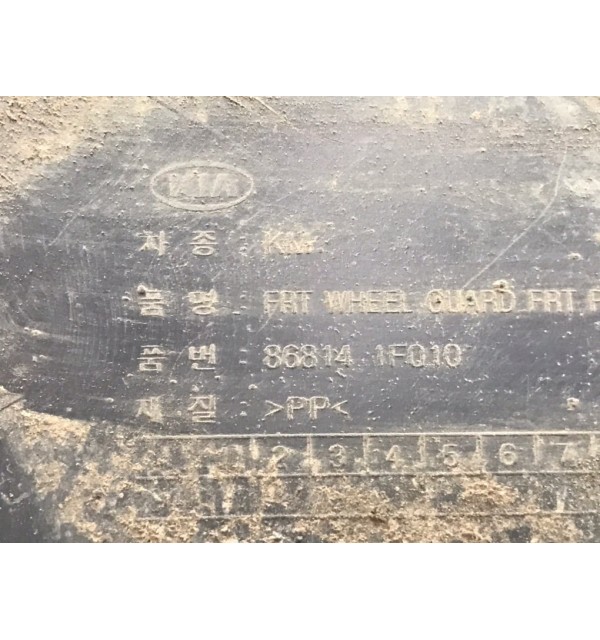 KIA
차 종 : KM
품 명 : FRT WHEEL GUARD FRT
품 번 : 86814 1F010
재 질 : >PP<
1 2 3 4 5 6 7